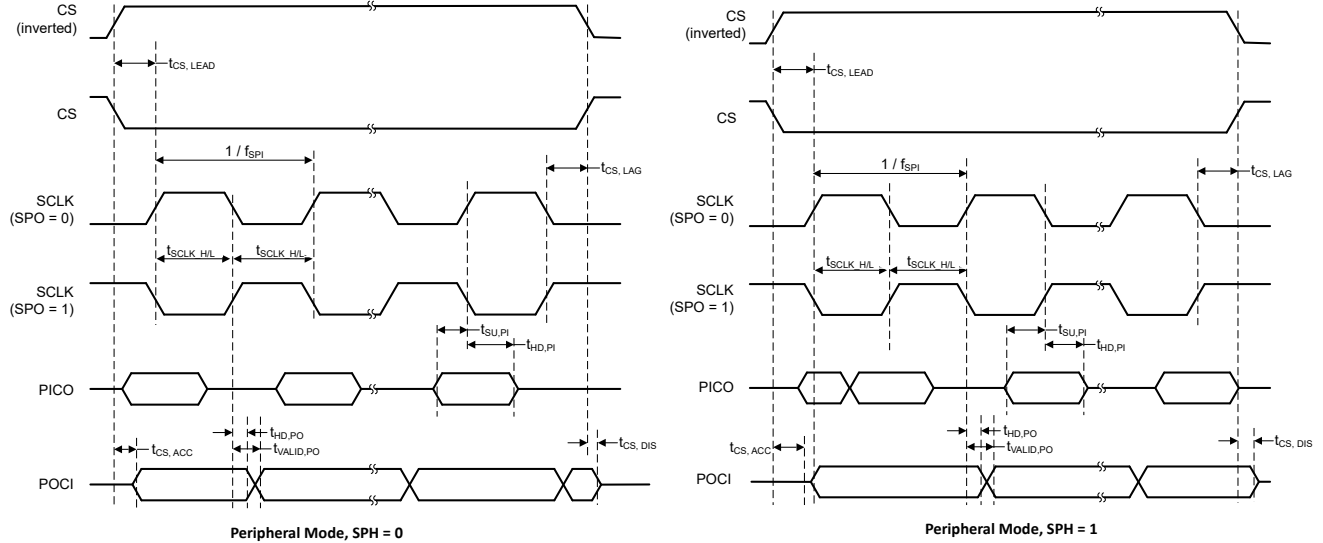 CS
(inverted)
tCS, LEAD
CS
1 / fSPI
tCS, LAG
SCLK
(SPO = 0)
tSCLK_H/L
tSCLK_H/L
SCLK
(SPO = 1)
tSU,PI
tHD,PI
PICO
tHD,PO
tVALID,PO
tCS, ACC
tCS, DIS
POCI
Peripheral Mode, SPH = 0
CS
(inverted)
tCS, LEAD
CS
1 / fSPI
tCS, LAG
SCLK
(SPO = 0)
tSCLK_H/L
tSCLK_H/L
SCLK
(SPO = 1)
tSU,PI
tHD,PI
PICO
tHD,PO
tVALID,PO
tCS, ACC
tCS, DIS
POCI
Peripheral Mode, SPH = 1